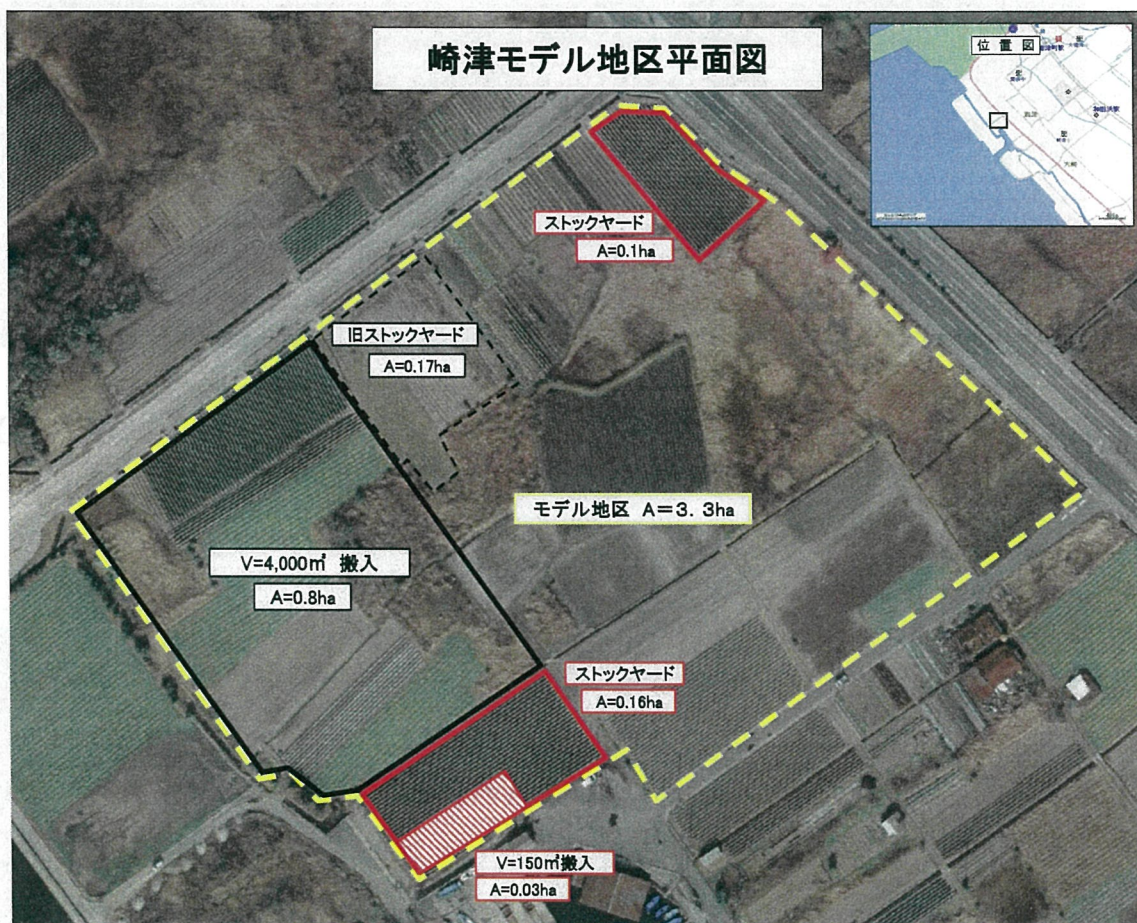 崎津モデル地区平面図
位置図
ストックヤード
A=0.1ha
旧ストックヤード
A=0.17ha
モデル地区 A=3.3ha
V=4,000㎥ 搬入
A=0.8ha
ストックヤード
A=0.16ha
V=150㎥搬入
A=0.03ha